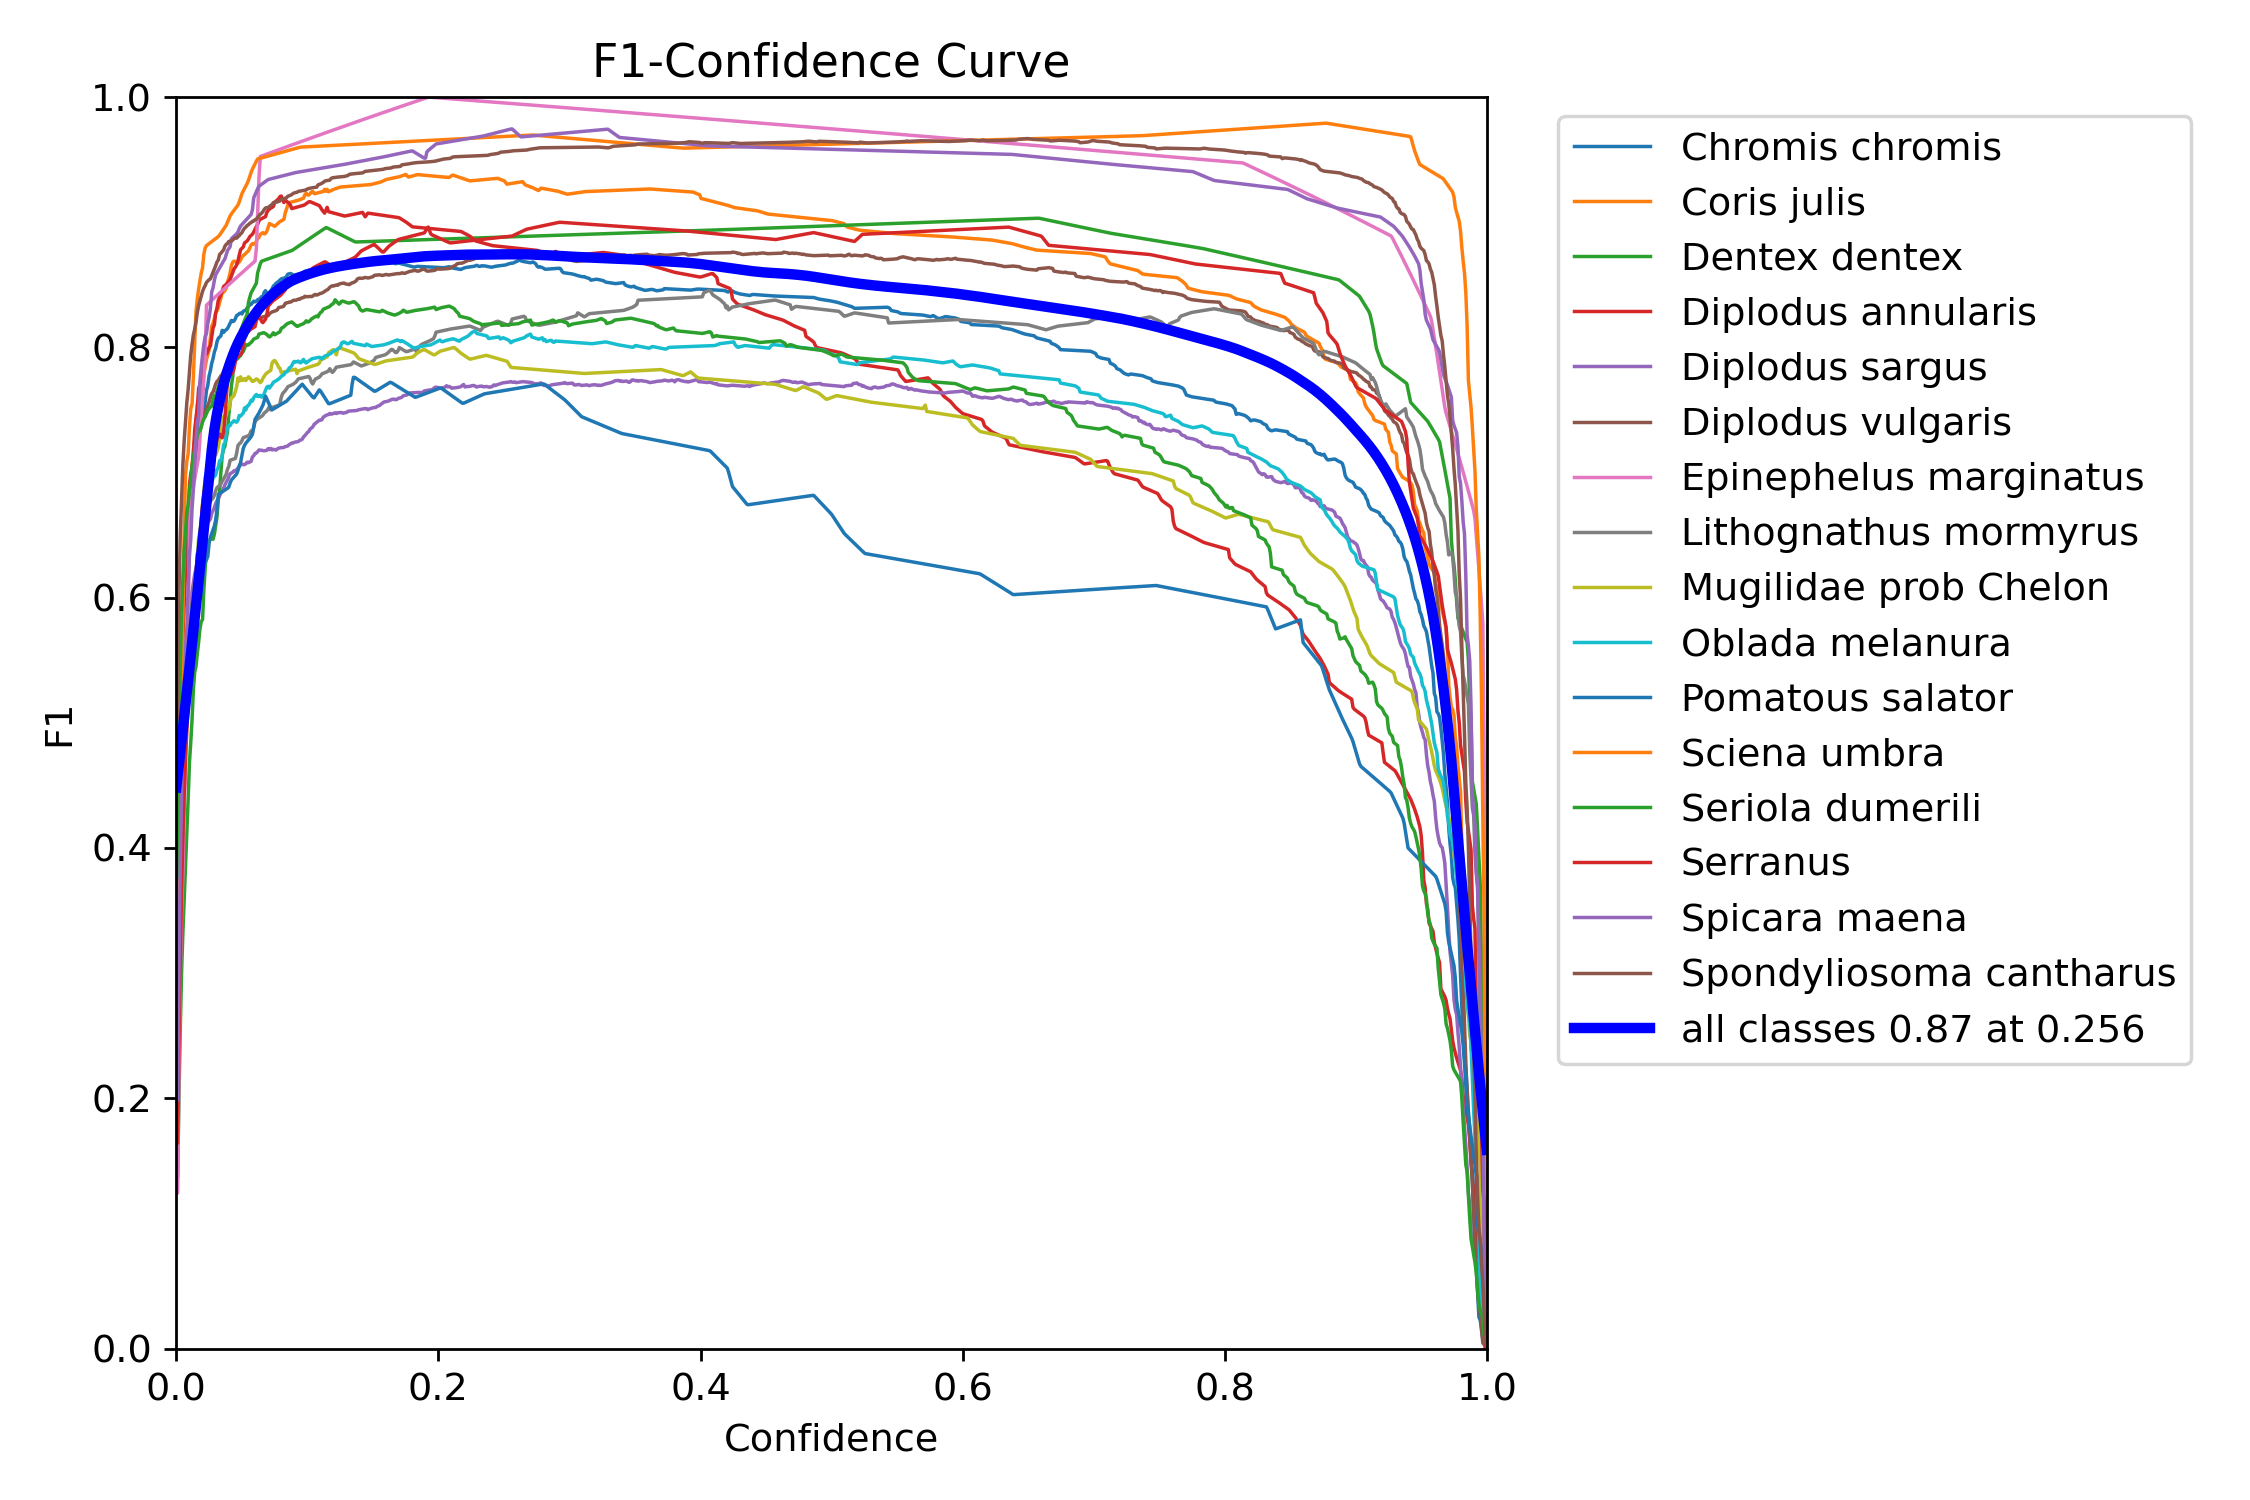 F1-Confidence Curve
1.0
0.8
0.6
0.4
0.2
0.0
F1
0.0 0.2 0.4 0.6 0.8 1.0
Confidence
Chromis chromis
Coris julis
Dentex dentex
Diplodus annularis
Diplodus sargus
Diplodus vulgaris
Epinephelus marginatus
Lithognathus mormyrus
Mugilidae prob Chelon
Oblada melanura
Pomatous salator
Sciena umbra
Seriola dumerili
Serranus
Spicara maena
Spondyliosoma cantharus
all classes 0.87 at 0.256